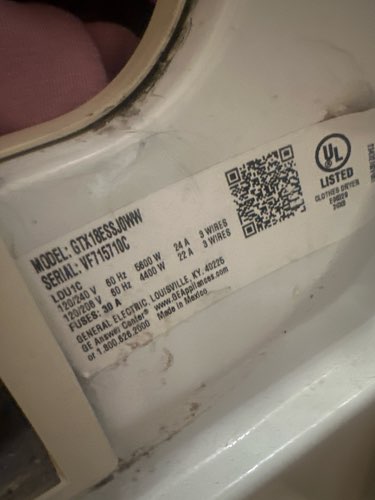 MODEL: GTX18ESSJ0WW
SERIAL: VF715710C
LOU1C
120/240 V 60 Hz 5600 W 24 A 3 WIRES
120/208 V 60 Hz 4400 W 22 A 3 WIRES
FUSES: 30 A
GENERAL ELECTRIC, LOUISVILLE, KY. 40225
GE Answer Center® www.GEAppliances.com
or 1.800.626.2000 Made in Mexico
UL
LISTED
CLOTHES DRYER